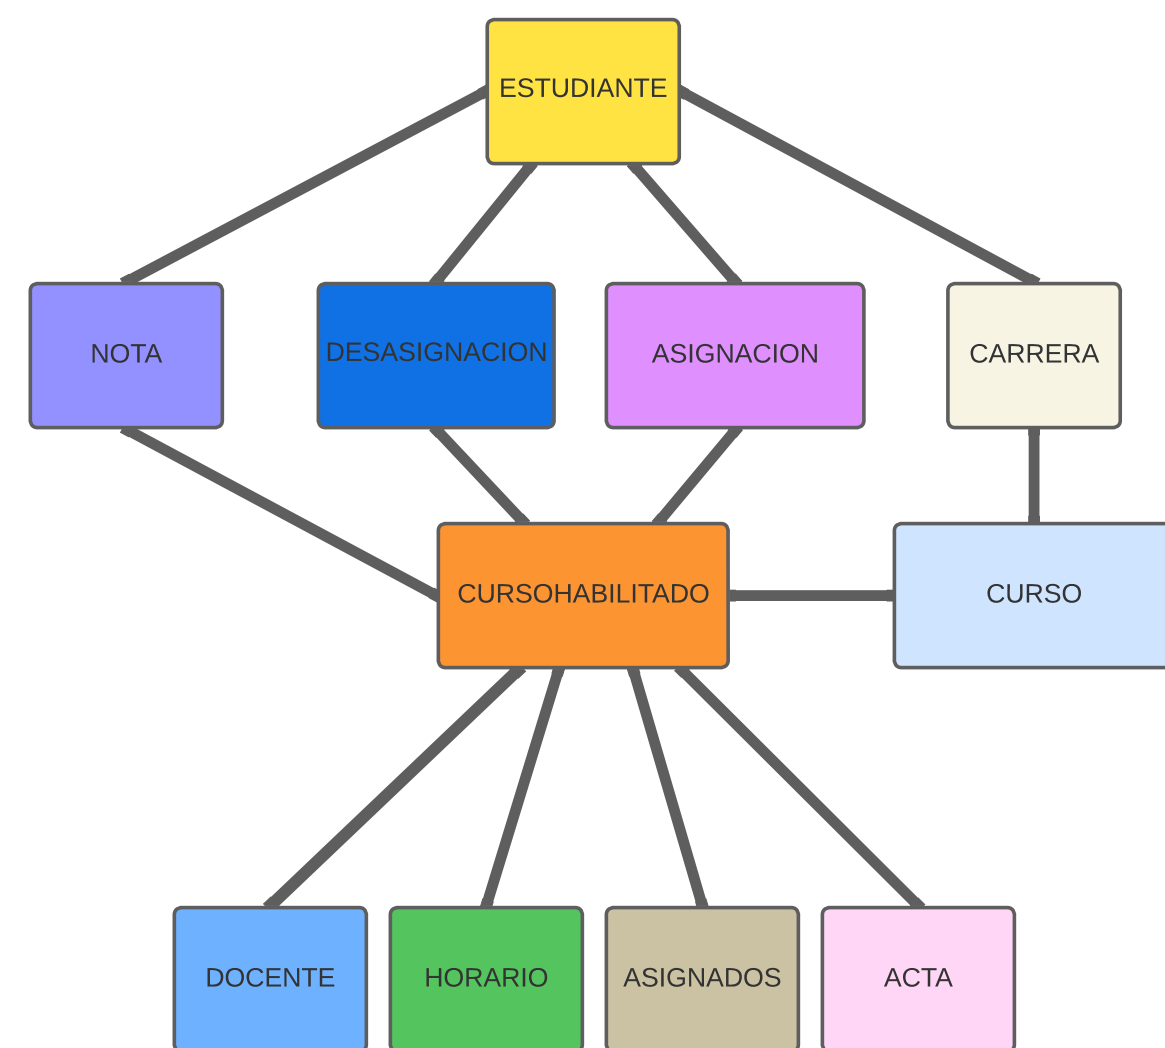 ESTUDIANTE
NOTA
DESASIGNACION
ASIGNACION
CARRERA
CURSOHABILITADO
CURSO
DOCENTE
HORARIO
ASIGNADOS
ACTA